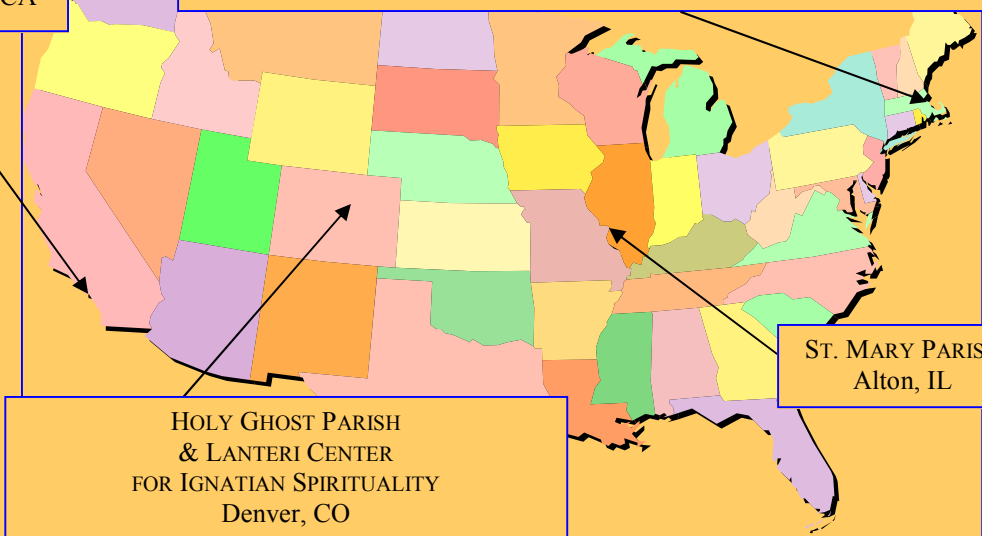 CA
ST. MARY PARIS
Alton, IL
HOLY GHOST PARISH
& LANTERI CENTER
FOR IGNATIAN SPIRITUALITY
Denver, CO